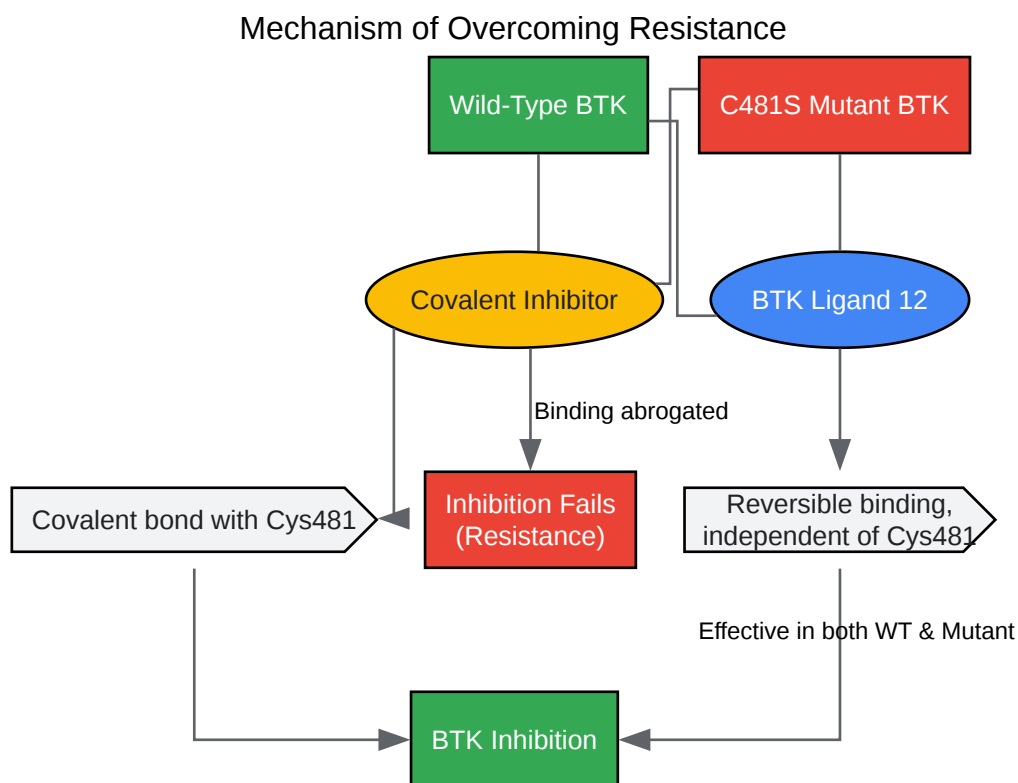 Mechanism of Overcoming Resistance
Wild-Type BTK
C481S Mutant BTK
Covalent Inhibitor
BTK Ligand 12
Binding abrogated
Covalent bond with Cys481
Inhibition Fails
(Resistance)
Reversible binding,
independent of Cys481
Effective in both WT & Mutant
BTK Inhibition